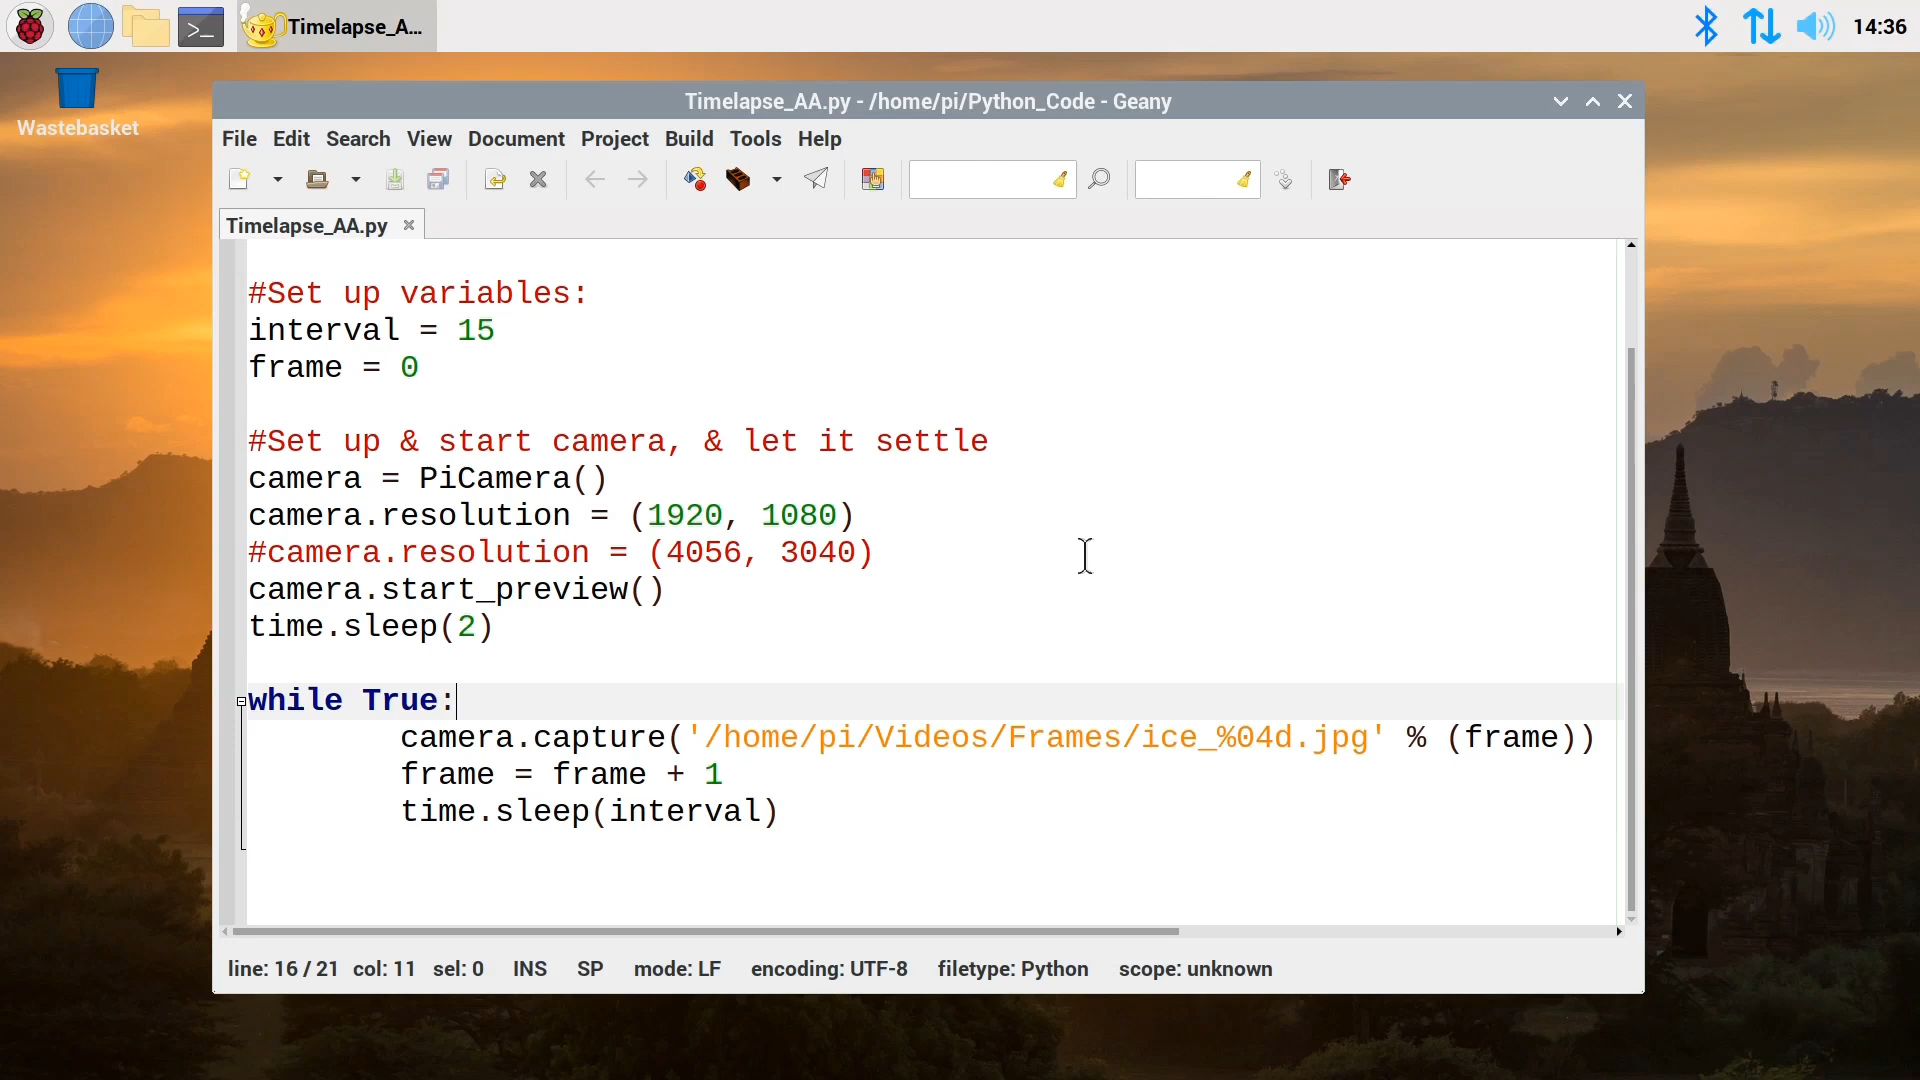 Timelapse_A...
14:36
Wastebasket
Timelapse_AA.py - /home/pi/Python_Code - Geany
File Edit Search View Document Project Build Tools Help
Timelapse_AA.py
#Set up variables:
interval = 15
frame = 0
#Set up & start camera, & let it settle
camera = PiCamera()
camera.resolution = (1920, 1080)
#camera.resolution = (4056, 3040)
camera.start_preview()
time.sleep(2)
while True:
camera.capture('/home/pi/Videos/Frames/ice_%04d.jpg' % (frame))
frame = frame + 1
time.sleep(interval)
line: 16 / 21 col: 11 sel: 0 INS SP mode: LF encoding: UTF-8 filetype: Python scope: unknown